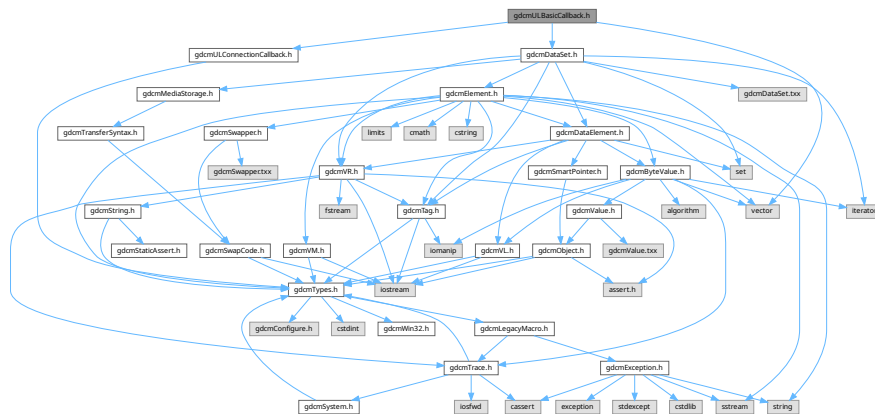 gdcmULBasicCallback.h
gdcmULConnectionCallback.h
gdcmDataSet.h
gdcmMediaStorage.h
gdcmElement.h
gdcmDataSet.txx
gdcmTransferSyntax.h
gdcmSwapper.h
limits
cmath
cstring
gdcmDataElement.h
gdcmSwapper.txx
gdcmVR.h
gdcmSmartPointer.h
gdcmByteValue.h
set
gdcmString.h
fstream
gdcmTag.h
gdcmValue.h
algorithm
vector
iterator
gdcmStaticAssert.h
gdcmSwapCode.h
gdcmVM.h
iomanip
gdcmVL.h
gdcmObject.h
gdcmValue.txx
gdcmTypes.h
iostream
assert.h
gdcmConfigure.h
cstdint
gdcmWin32.h
gdcmLegacyMacro.h
gdcmTrace.h
gdcmException.h
gdcmSystem.h
iosfwd
cassert
exception
stdexcept
cstdlib
sstream
string